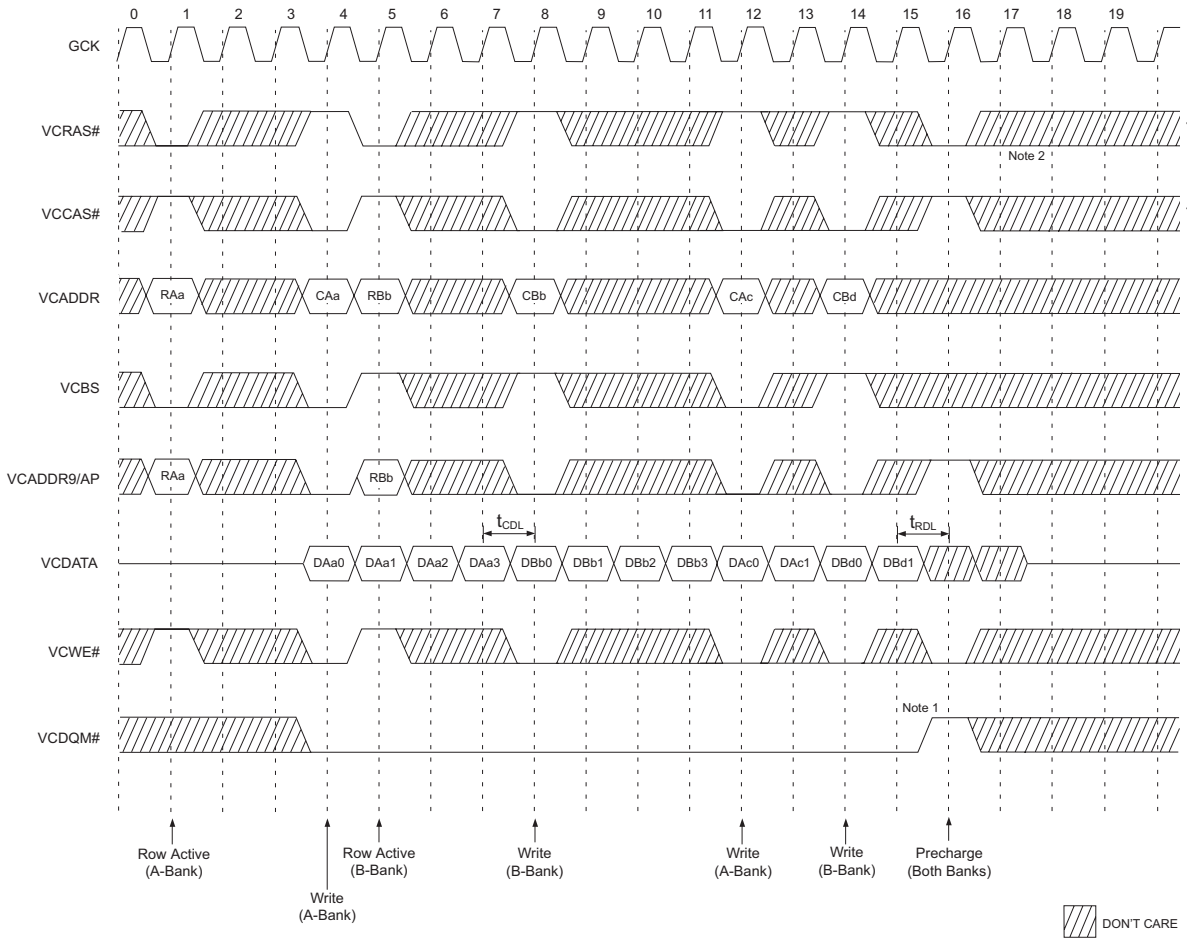 0 1 2 3 4 5 6 7 8 9 10 11 12 13 14 15 16 17 18 19
GCK
VCRAS#
Note 2
VCCAS#
VCADDR RAa CAa RBb CBb CAc CBd
VCBS
VCADDR9/AP RAa RBb
tCDL tRDL
VCDATA DAa0 DAa1 DAa2 DAa3 DBb0 DBb1 DBb2 DBb3 DAc0 DAc1 DBd0 DBd1
VCWE#
Note 1
VCDQM#
Row Active
(A-Bank)
Write
(A-Bank)
Row Active
(B-Bank)
Write
(B-Bank)
Write
(A-Bank)
Write
(B-Bank)
Precharge
(Both Banks)
DON'T CARE